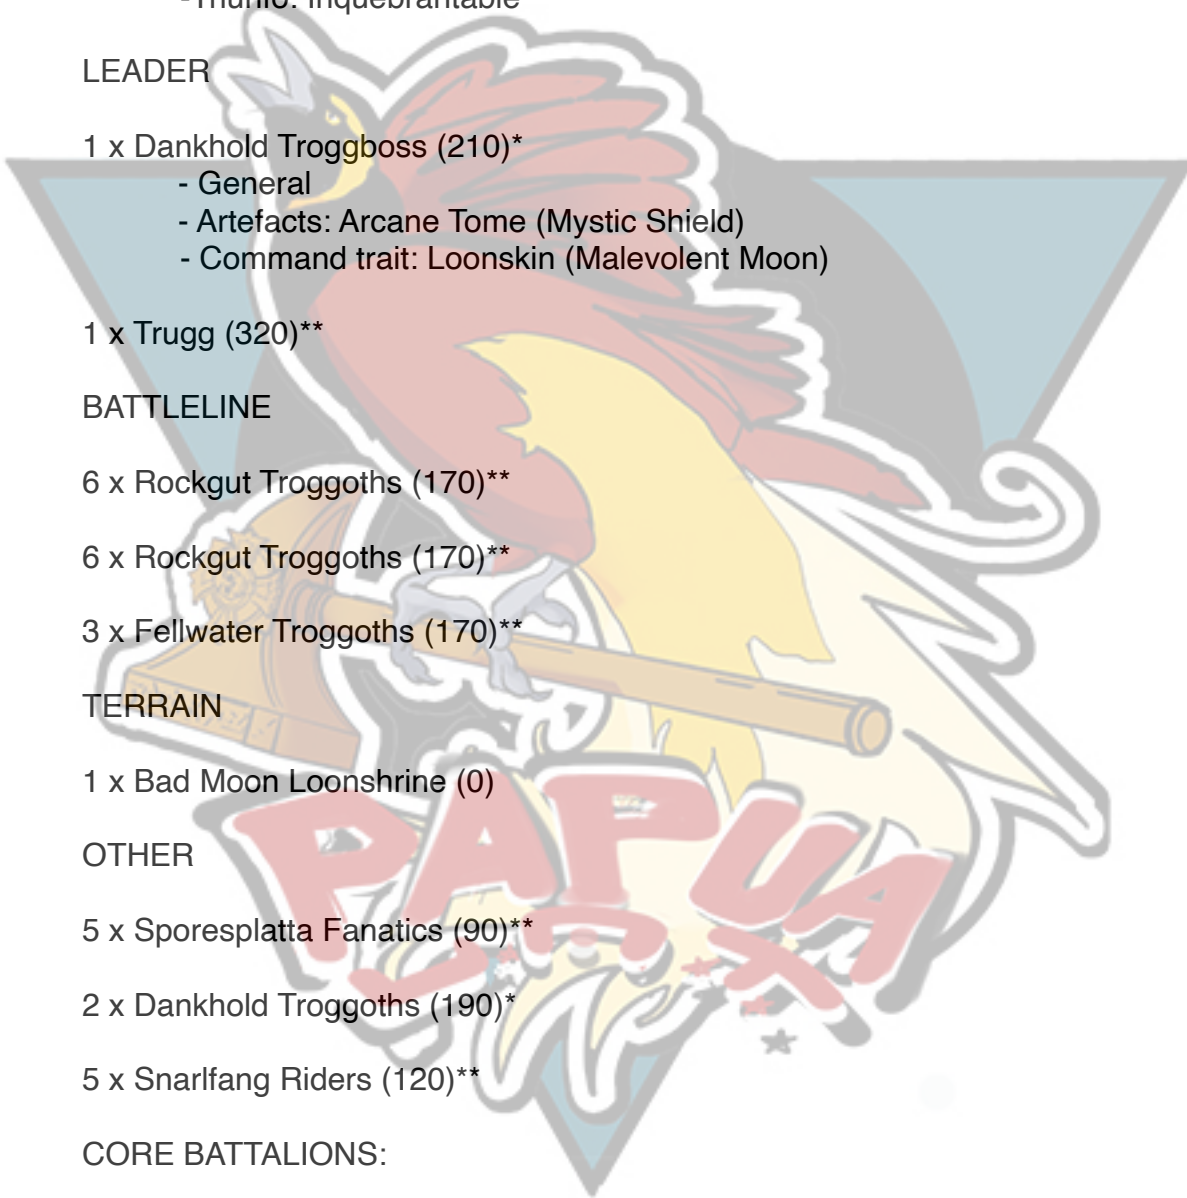 -Triunfo: Inquebrantable
LEADER
1 x Dankhold Troggboss (210)*
- General
- Artefacts: Arcane Tome (Mystic Shield)
- Command trait: Loonskin (Malevolent Moon)
1 x Trugg (320)**
BATTLELINE
6 x Rockgut Troggoths (170)**
6 x Rockgut Troggoths (170)**
3 x Fellwater Troggoths (170)**
TERRAIN
1 x Bad Moon Loonshrine (0)
OTHER
5 x Sporesplatta Fanatics (90)**
2 x Dankhold Troggoths (190)*
5 x Snarlfang Riders (120)**
CORE BATTALIONS:
PAPUA